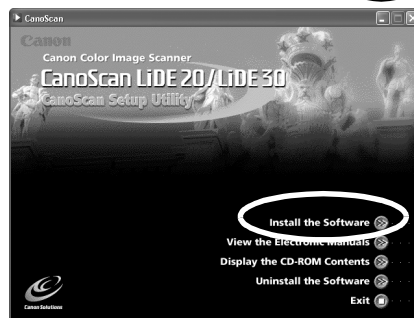 CanoScan
Canon
Canon Color Image Scanner
CanoScan LiDE 20/LiDE 30
CanoScan Setup Utility
Install the Software
View the Electronic Manuals
Display the CD-ROM Contents
Uninstall the Software
Exit
Canon Solutions